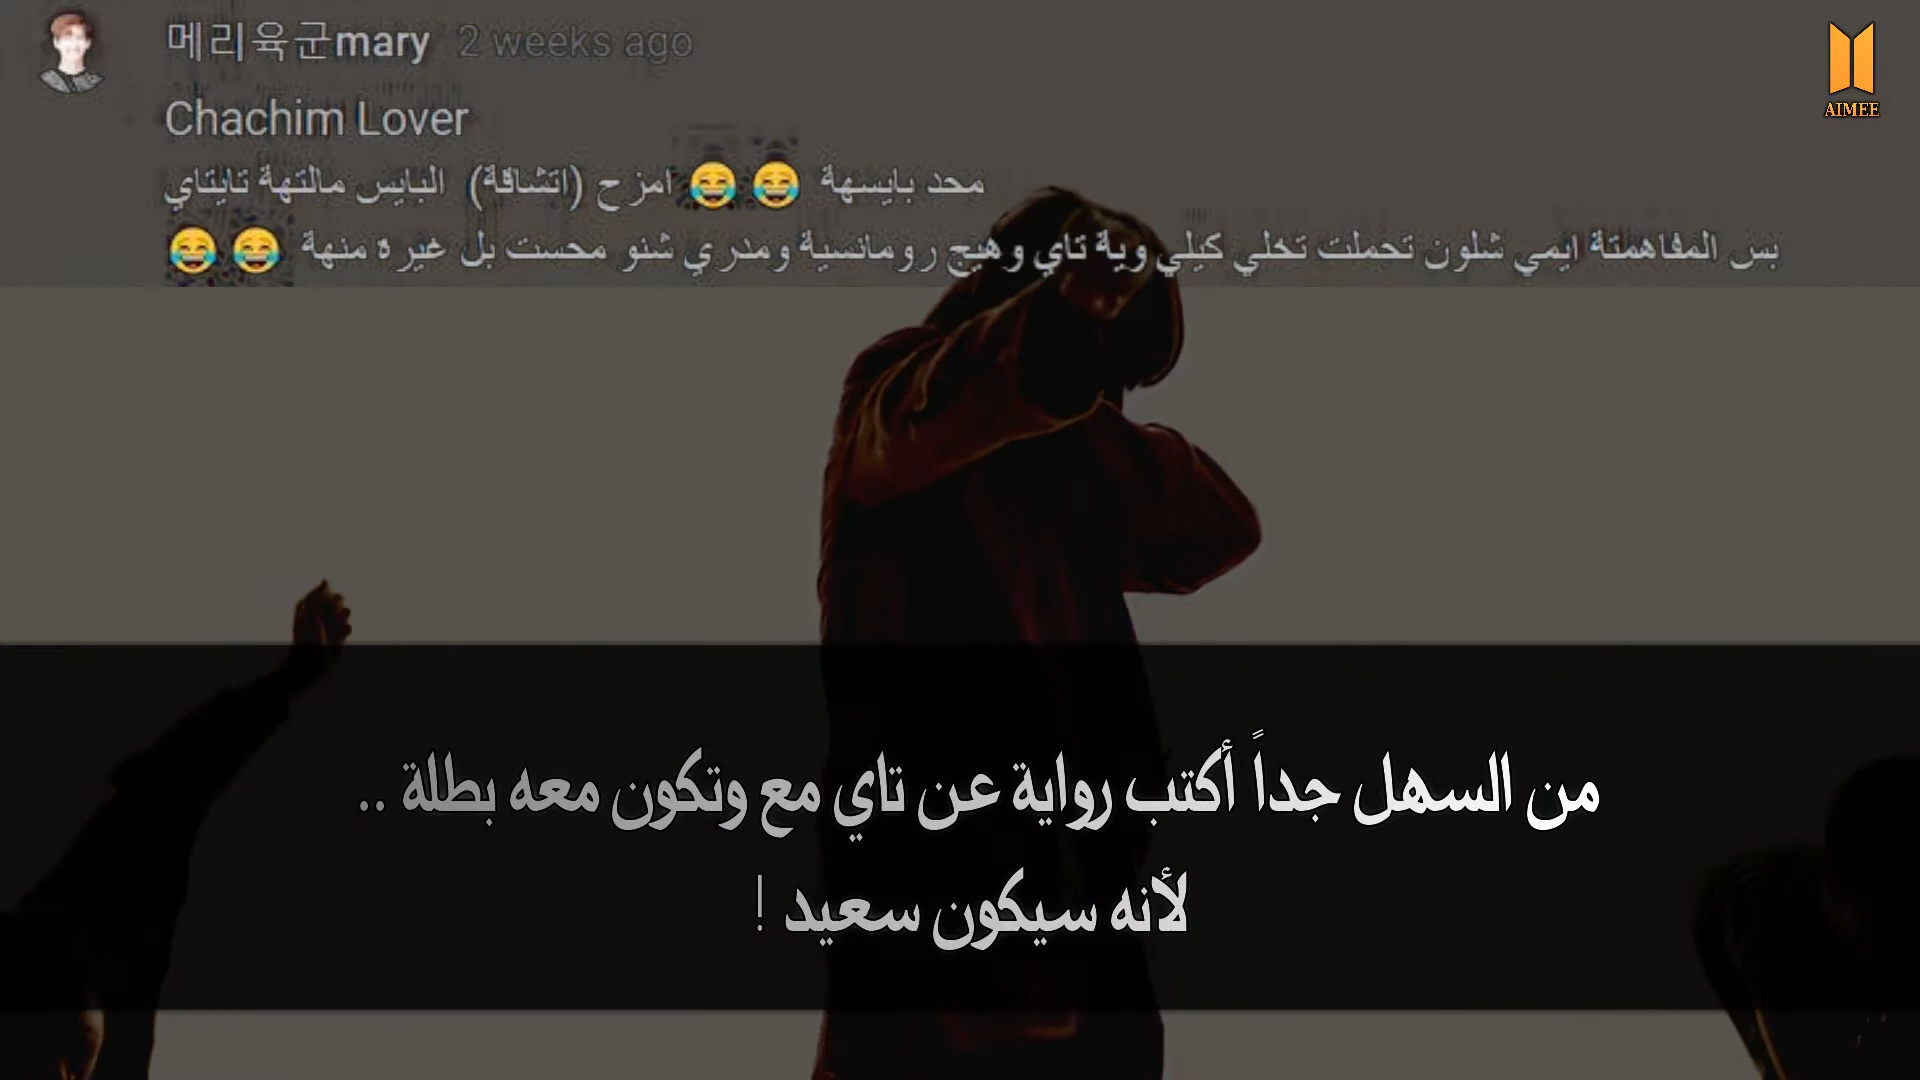 메리육군mary 2 weeks ago
AIMEE
Chachim Lover
محد بايسهة 😂 😂 امزح (اتشاقة) البايس مالتهة تايتاي
بس المفاهمتة ايمي شلون تحملت تخلي كيلي وية تاي وهيج رومانسية ومدري شنو محست بل غيره منهة 😂 😂
من السهل جداً أكتب رواية عن تاي مع وتكون معه بطلة ..
لأنه سيكون سعيد !